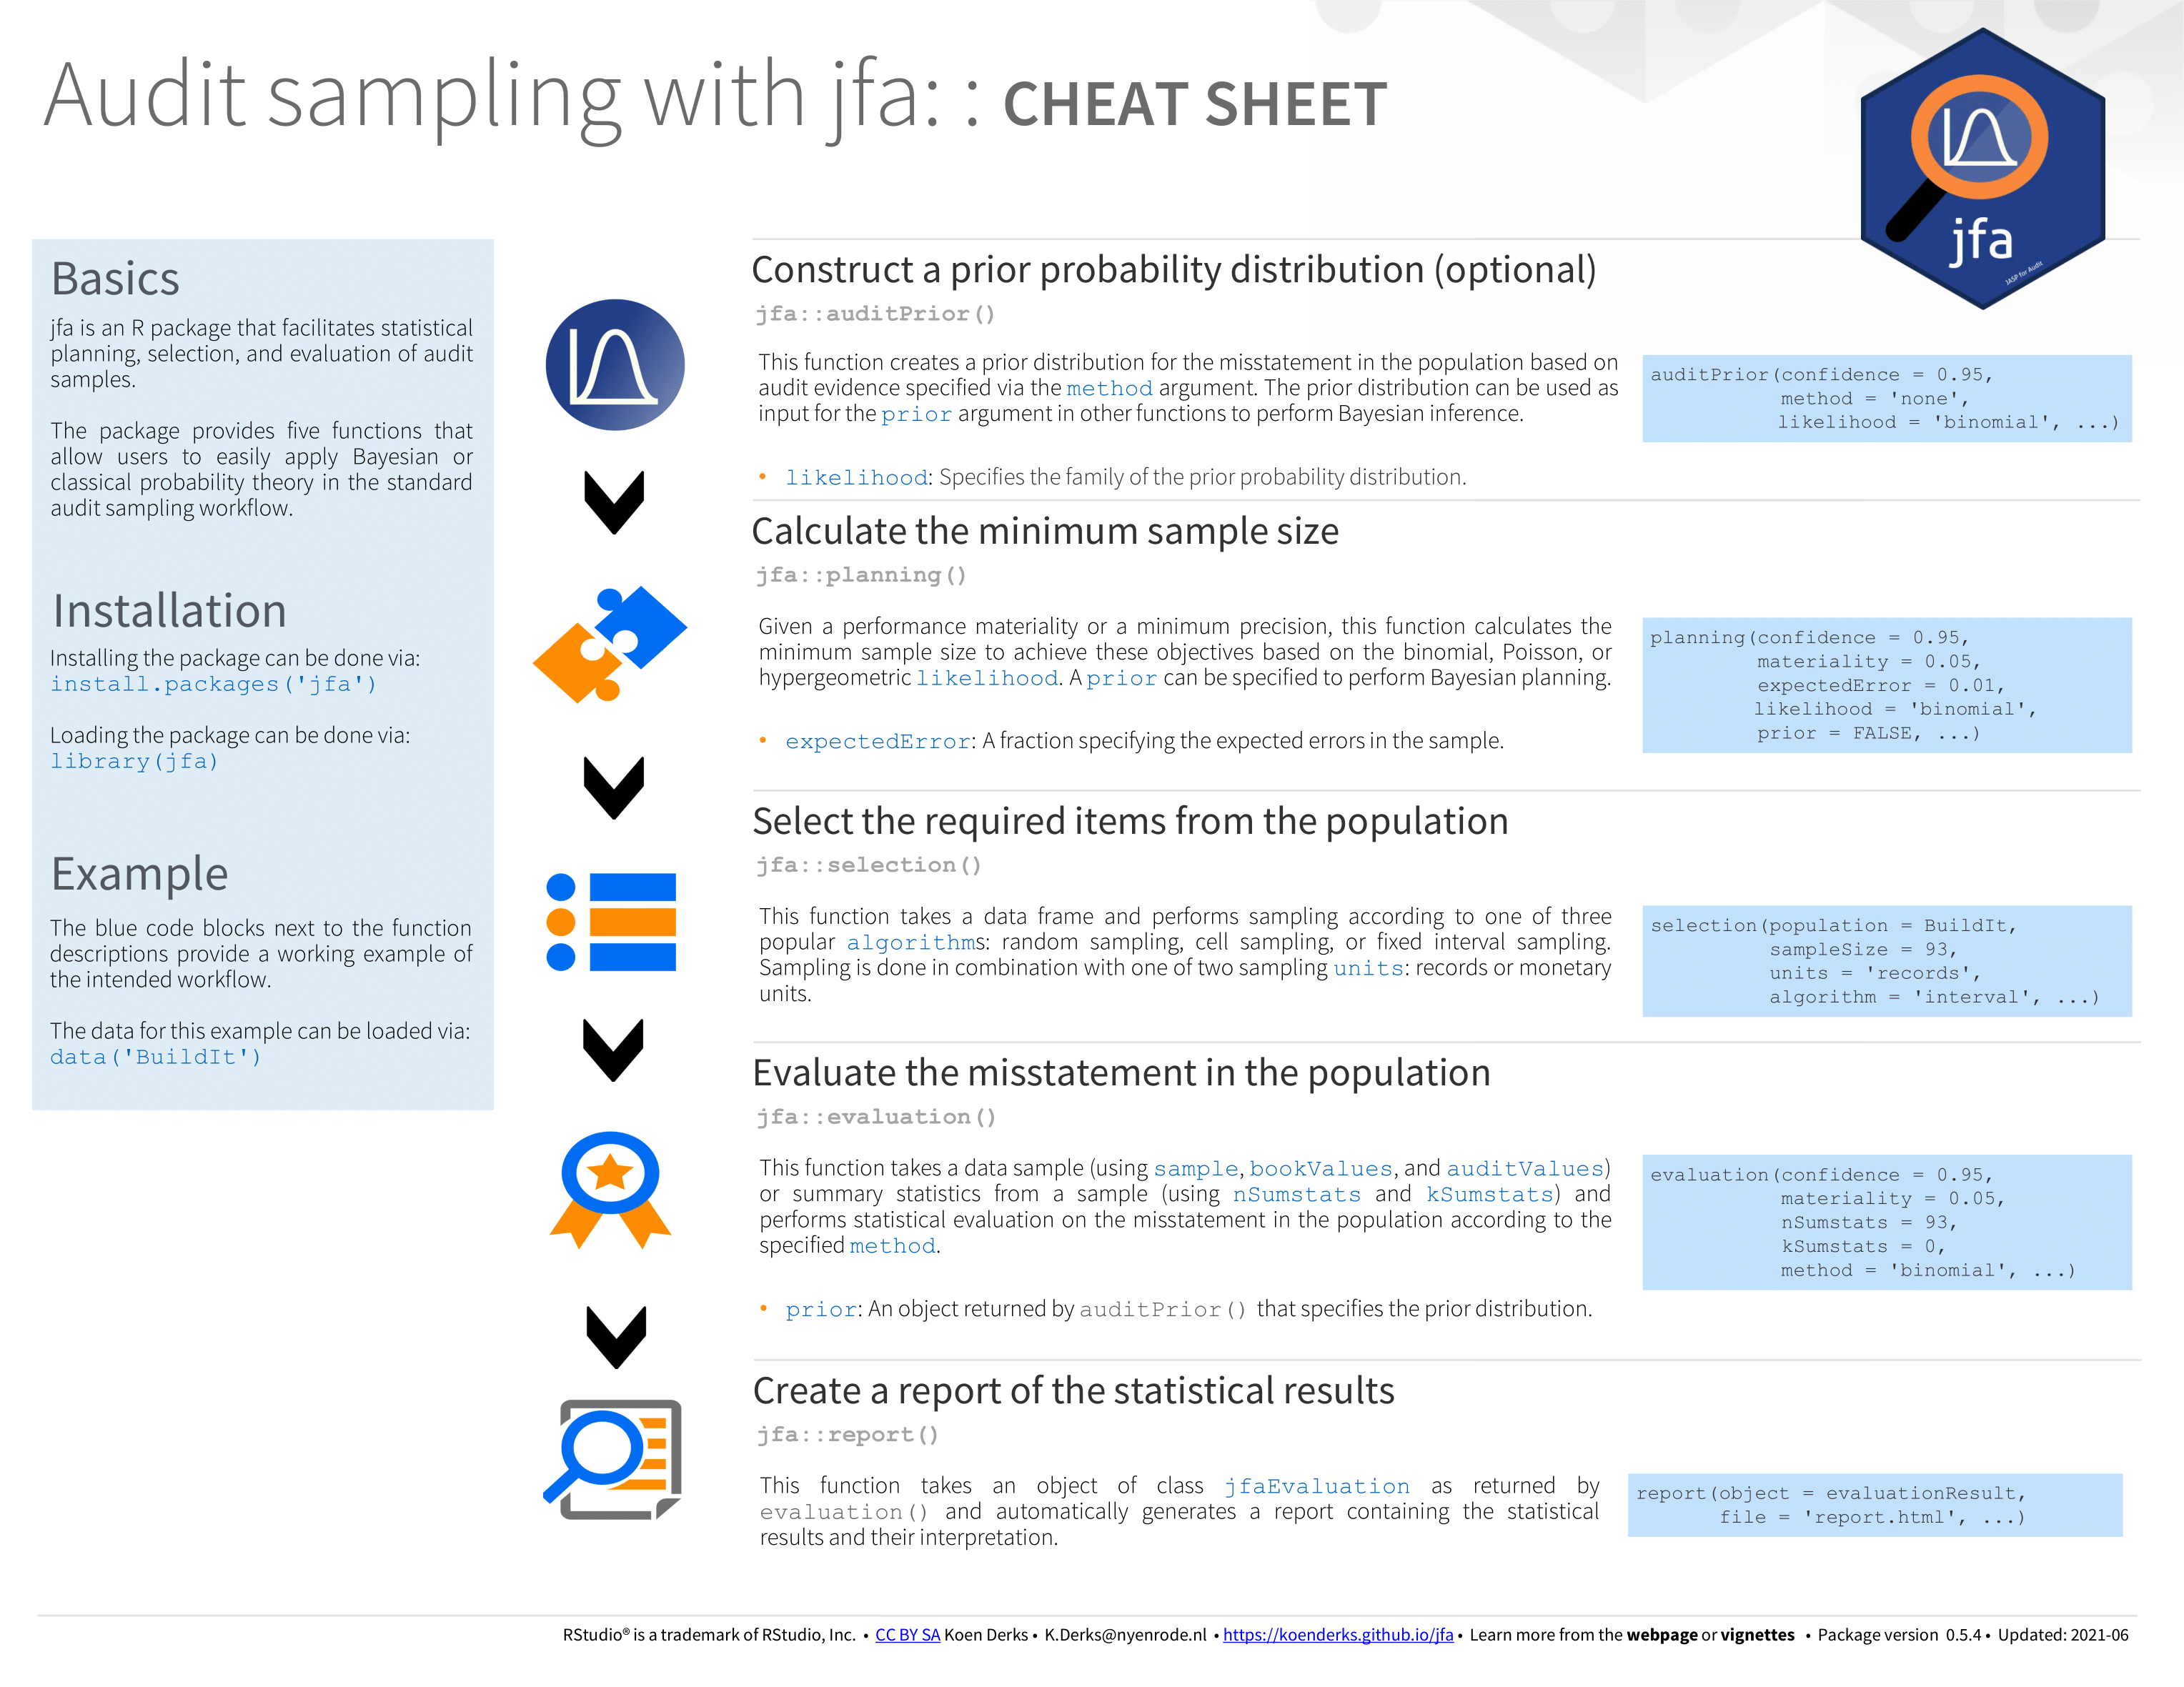 Audit sampling with jfa: : CHEAT SHEET
jfa
JASP for Audit
Basics
jfa is an R package that facilitates statistical
planning, selection, and evaluation of audit
samples.
The package provides five functions that
allow users to easily apply Bayesian or
classical probability theory in the standard
audit sampling workflow.
Installation
Installing the package can be done via:
install.packages('jfa')
Loading the package can be done via:
library(jfa)
Example
The blue code blocks next to the function
descriptions provide a working example of
the intended workflow.
The data for this example can be loaded via:
data('BuildIt')
Construct a prior probability distribution (optional)
jfa::auditPrior()
This function creates a prior distribution for the misstatement in the population based on
audit evidence specified via the method argument. The prior distribution can be used as
input for the prior argument in other functions to perform Bayesian inference.
• likelihood: Specifies the family of the prior probability distribution.
auditPrior(confidence = 0.95,
method = 'none',
likelihood = 'binomial', ...)
Calculate the minimum sample size
jfa::planning()
Given a performance materiality or a minimum precision, this function calculates the
minimum sample size to achieve these objectives based on the binomial, Poisson, or
hypergeometric likelihood. A prior can be specified to perform Bayesian planning.
• expectedError: A fraction specifying the expected errors in the sample.
planning(confidence = 0.95,
materiality = 0.05,
expectedError = 0.01,
likelihood = 'binomial',
prior = FALSE, ...)
Select the required items from the population
jfa::selection()
This function takes a data frame and performs sampling according to one of three
popular algorithms: random sampling, cell sampling, or fixed interval sampling.
Sampling is done in combination with one of two sampling units: records or monetary
units.
selection(population = BuildIt,
sampleSize = 93,
units = 'records',
algorithm = 'interval', ...)
Evaluate the misstatement in the population
jfa::evaluation()
This function takes a data sample (using sample, bookValues, and auditValues)
or summary statistics from a sample (using nSumstats and kSumstats) and
performs statistical evaluation on the misstatement in the population according to the
specified method.
• prior: An object returned by auditPrior() that specifies the prior distribution.
evaluation(confidence = 0.95,
materiality = 0.05,
nSumstats = 93,
kSumstats = 0,
method = 'binomial', ...)
Create a report of the statistical results
jfa::report()
This function takes an object of class jfaEvaluation as returned by
evaluation() and automatically generates a report containing the statistical
results and their interpretation.
report(object = evaluationResult,
file = 'report.html', ...)
RStudio® is a trademark of RStudio, Inc. • CC BY SA Koen Derks • K.Derks@nyenrode.nl • https://koenderks.github.io/jfa • Learn more from the webpage or vignettes • Package version 0.5.4 • Updated: 2021-06